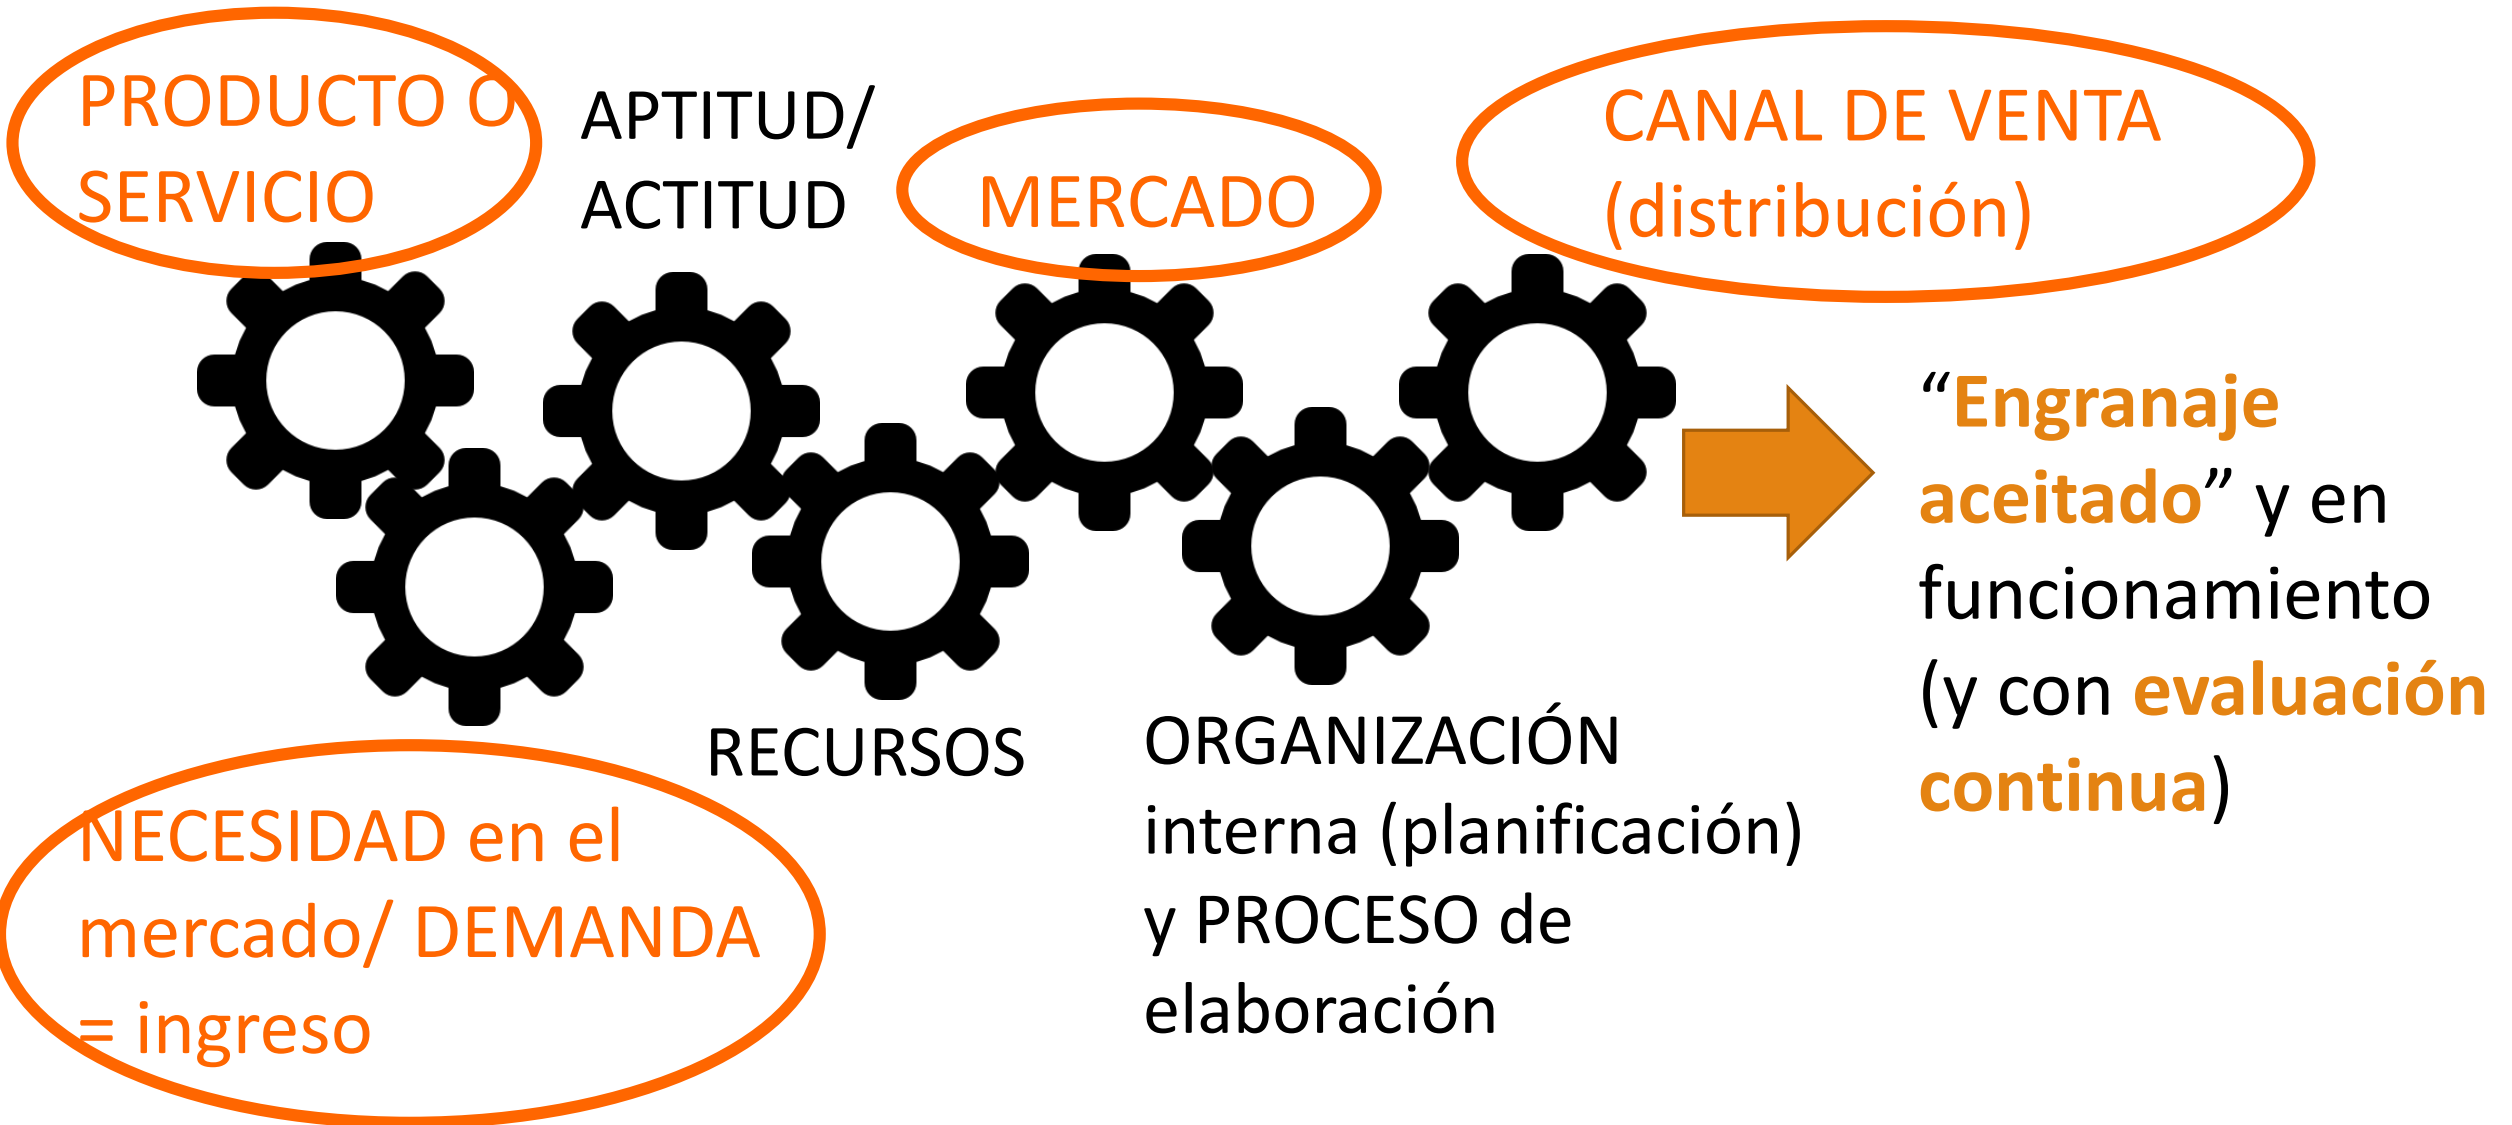 PRODUCTO O
SERVICIO
APTITUD/
ACTITUD
MERCADO
CANAL DE VENTA
(distribución)
“Engranaje
aceitado” y en
funcionamiento
(y con evaluación
continua)
RECURSOS
ORGANIZACIÓN
interna (planificación)
y PROCESO de
elaboración
NECESIDAD en el
mercado/ DEMANDA
= ingreso